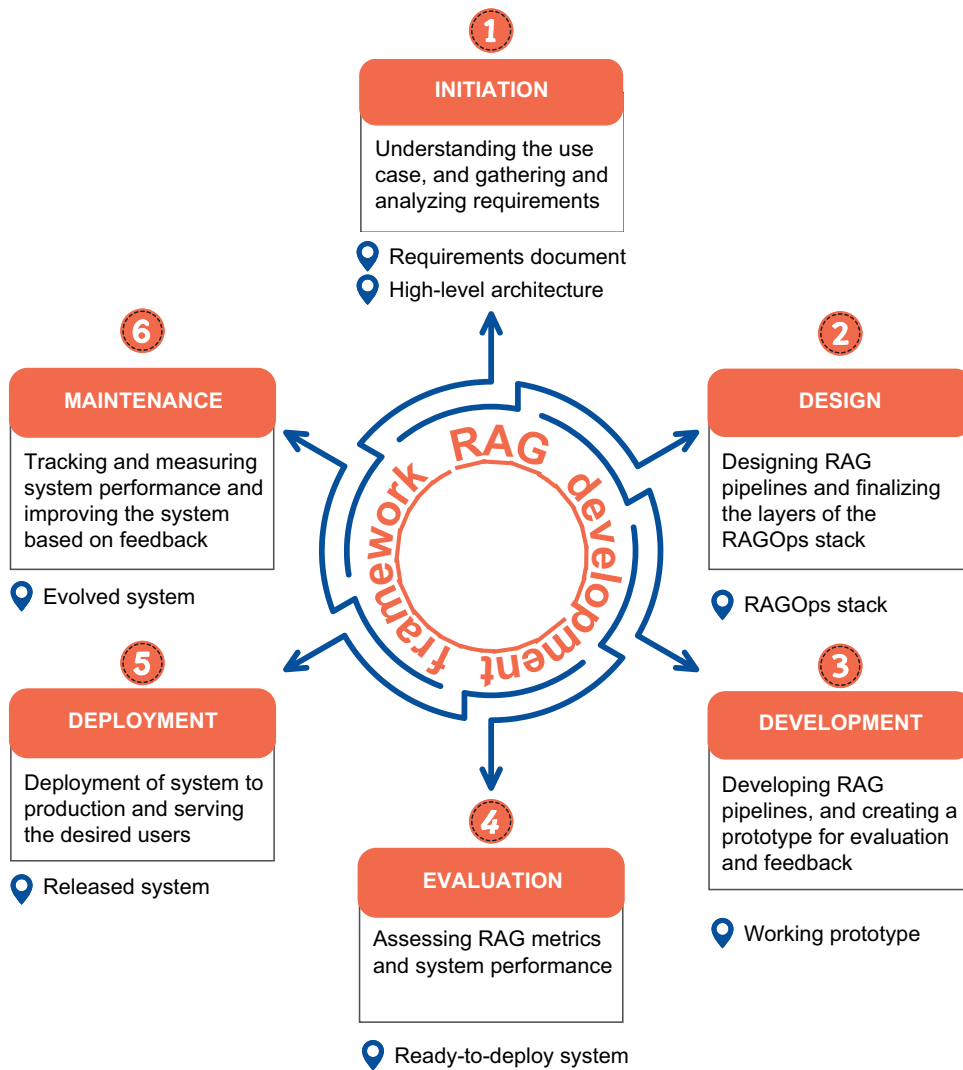 1
INITIATION
Understanding the use
case, and gathering and
analyzing requirements
Requirements document
High-level architecture
2
DESIGN
Designing RAG
pipelines and finalizing
the layers of the
RAGOps stack
RAGOps stack
3
DEVELOPMENT
Developing RAG
pipelines, and creating a
prototype for evaluation
and feedback
Working prototype
4
EVALUATION
Assessing RAG metrics
and system performance
Ready-to-deploy system
5
DEPLOYMENT
Deployment of system to
production and serving
the desired users
Released system
6
MAINTENANCE
Tracking and measuring
system performance and
improving the system
based on feedback
Evolved system
RAG development framework